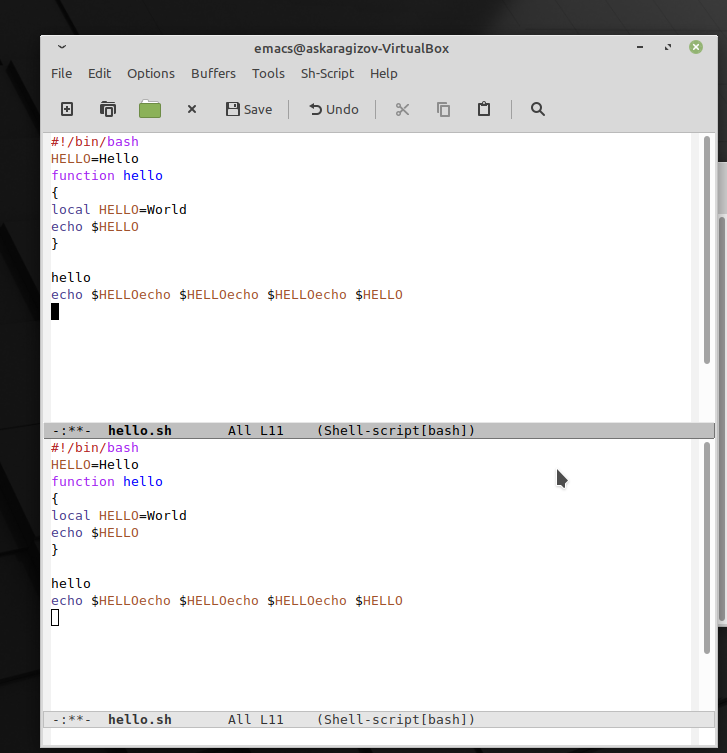 emacs@askaragizov-VirtualBox
File Edit Options Buffers Tools Sh-Script Help
Save Undo
#!/bin/bash
HELLO=Hello
function hello
{
local HELLO=World
echo $HELLO
}
hello
echo $HELLOecho $HELLOecho $HELLOecho $HELLO
-:**-  hello.sh       All L11    (Shell-script[bash])
#!/bin/bash
HELLO=Hello
function hello
{
local HELLO=World
echo $HELLO
}
hello
echo $HELLOecho $HELLOecho $HELLOecho $HELLO
-:**-  hello.sh       All L11    (Shell-script[bash])